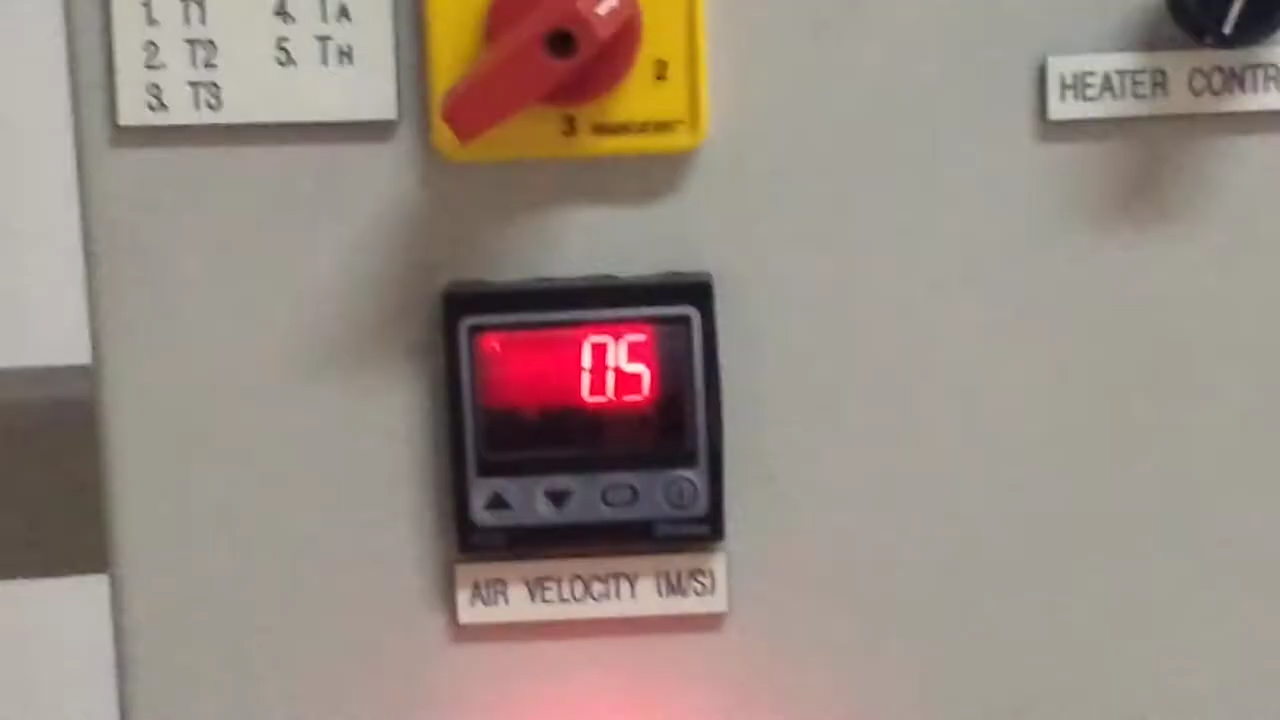 1. T1 4. TA
2. T2 5. TH
3. T3
2
3
HEATER CONTR
0.5
AIR VELOCITY (M/S)